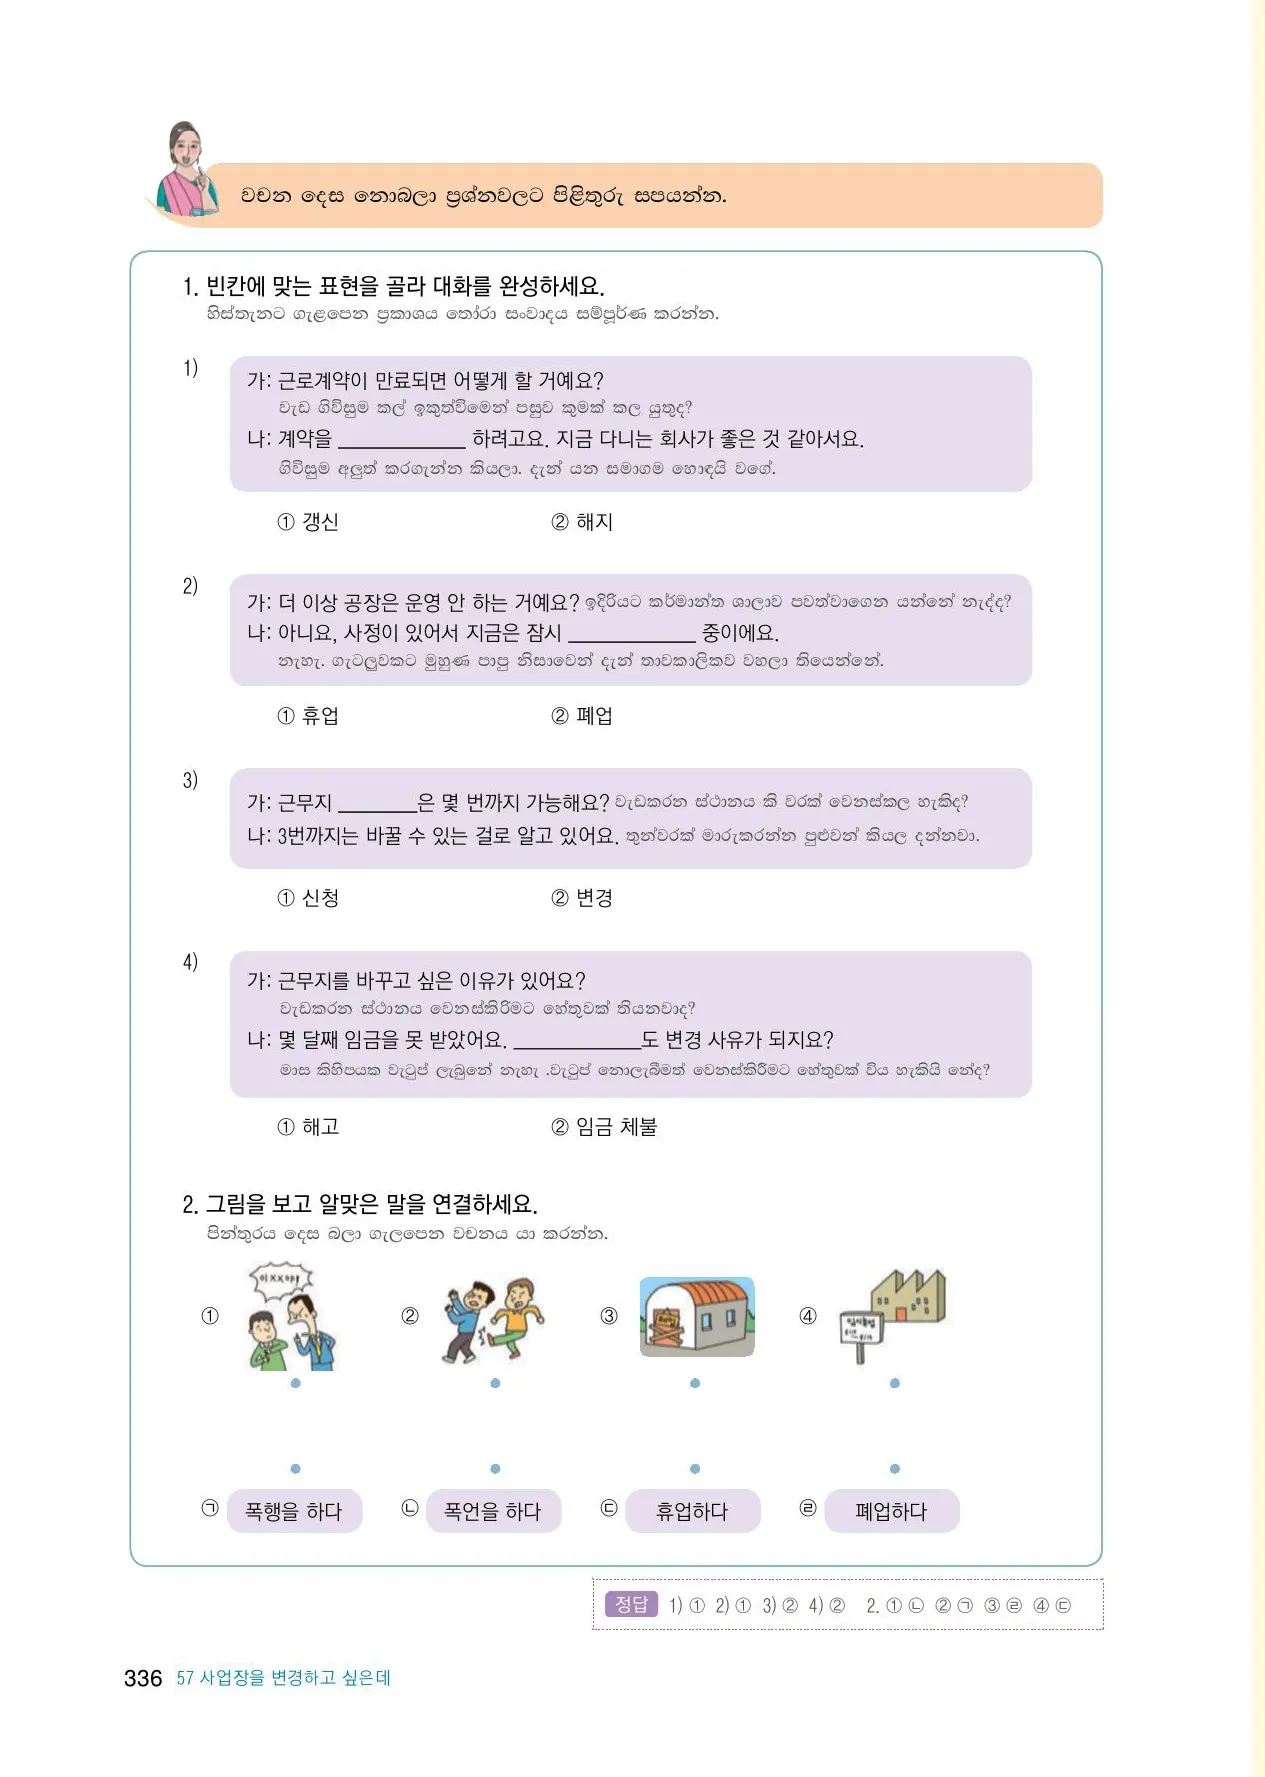 වචන දෙස නොබලා ප්‍රශ්නවලට පිළිතුරු සපයන්න.
1. 빈칸에 맞는 표현을 골라 대화를 완성하세요.
හිස්තැනට ගැළපෙන ප්‍රකාශය තෝරා සංවාදය සම්පූර්ණ කරන්න.
1)
가: 근로계약이 만료되면 어떻게 할 거예요?
වැඩ ගිවිසුම කල් ඉකුත්වීමෙන් පසුව කුමක් කල යුතුද?
나: 계약을 ____________ 하려고요. 지금 다니는 회사가 좋은 것 같아서요.
ගිවිසුම අලුත් කරගැන්න කියලා. දැන් යන සමාගම හොඳයි වගේ.
① 갱신 ② 해지
2)
가: 더 이상 공장은 운영 안 하는 거예요? ඉදිරියට කර්මාන්ත ශාලාව පවත්වාගෙන යන්නේ නැද්ද?
나: 아니요, 사정이 있어서 지금은 잠시 ____________ 중이에요.
නැහැ. ගැටලුවකට මුහුණ පාපු නිසාවෙන් දැන් තාවකාලිකව වහලා තියෙන්නේ.
① 휴업 ② 폐업
3)
가: 근무지 ________은 몇 번까지 가능해요? වැඩකරන ස්ථානය කි වරක් වෙනස්කල හැකිද?
나: 3번까지는 바꿀 수 있는 걸로 알고 있어요. තුන්වරක් මාරුකරන්න පුළුවන් කියල දන්නවා.
① 신청 ② 변경
4)
가: 근무지를 바꾸고 싶은 이유가 있어요?
වැඩකරන ස්ථානය වෙනස්කිරීමට හේතුවක් තියනවාද?
나: 몇 달째 임금을 못 받았어요. ____________도 변경 사유가 되지요?
මාස කිහිපයක වැටුප් ලැබුනේ නැහැ .වැටුප් නොලැබීමත් වෙනස්කිරීමට හේතුවක් විය හැකියි නේද?
① 해고 ② 임금 체불
2. 그림을 보고 알맞은 말을 연결하세요.
පින්තූරය දෙස බලා ගැලපෙන වචනය යා කරන්න.
이XX야!
① ② ③ ④
㉠ 폭행을 하다 ㉡ 폭언을 하다 ㉢ 휴업하다 ㉣ 폐업하다
정답 1) ① 2) ① 3) ② 4) ② 2. ① ㉡ ② ㉠ ③ ㉣ ④ ㉢
336 57 사업장을 변경하고 싶은데